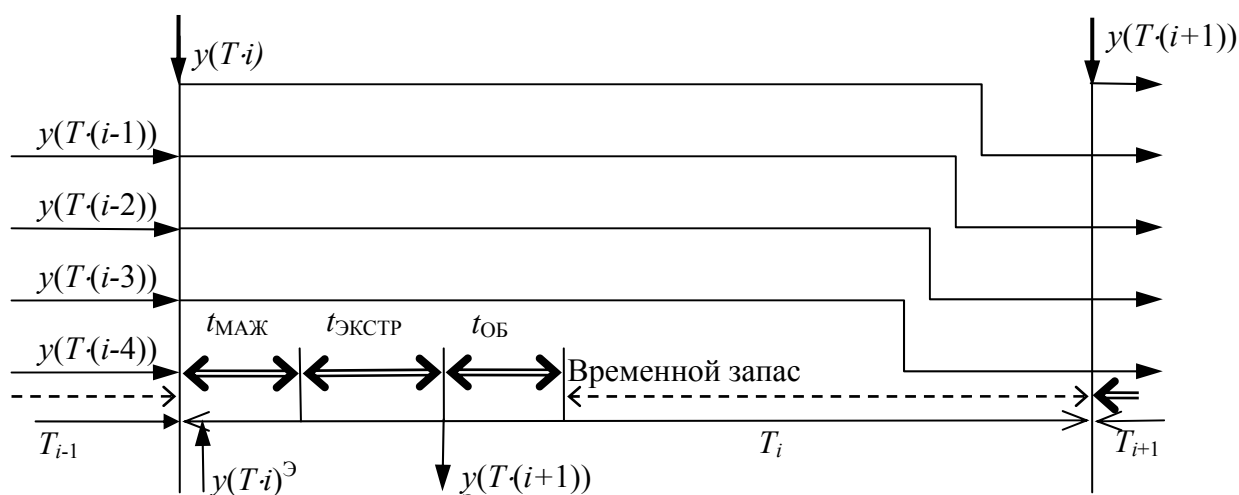 y(T·i)
y(T·(i+1))
y(T·(i-1))
y(T·(i-2))
y(T·(i-3))
y(T·(i-4))
tМАЖ
tЭКСТР
tОБ
Временной запас
Ti-1
Ti
Ti+1
y(T·i)Э
y(T·(i+1))